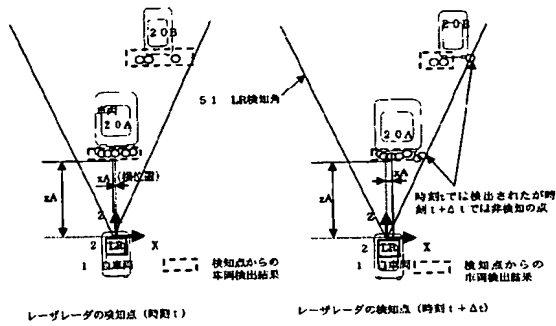 20B
車両
20A
51 LR検知角
zA
xA
(横位置)
Z
2 LR X
1 自車両
検知点からの
車両検出結果
レーザレーダの検知点（時刻t）
20B
20A
zA
xA
時刻tでは検出されたが時
刻t+Δtでは非検知の点
Z
2 LR X
1 自車両
検知点からの
車両検出結果
レーザレーダの検知点（時刻t+Δt）